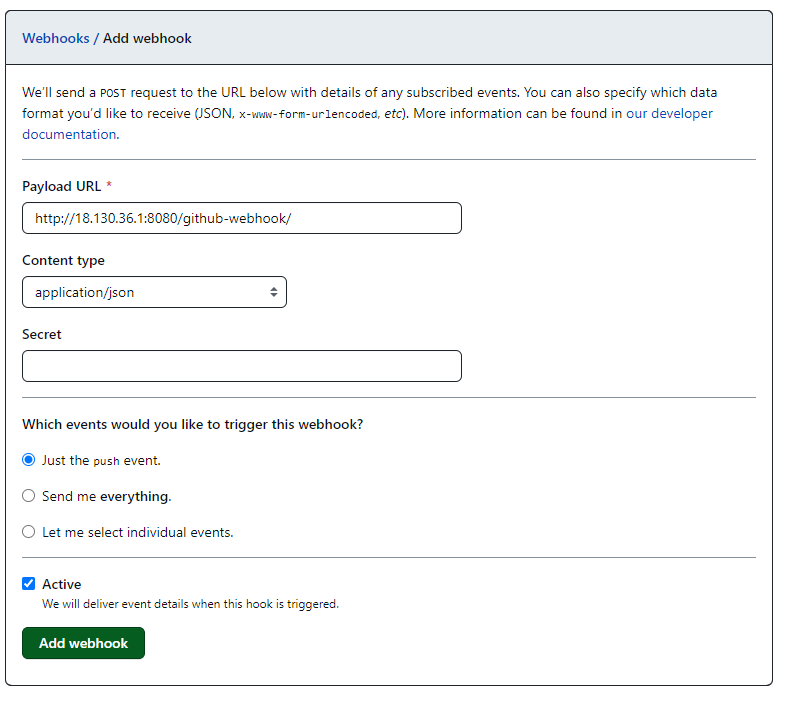 Webhooks / Add webhook
We'll send a POST request to the URL below with details of any subscribed events. You can also specify which data
format you'd like to receive (JSON, x-www-form-urlencoded, etc). More information can be found in our developer
documentation.
Payload URL *
http://18.130.36.1:8080/github-webhook/
Content type
application/json
Secret
Which events would you like to trigger this webhook?
Just the push event.
Send me everything.
Let me select individual events.
Active
We will deliver event details when this hook is triggered.
Add webhook